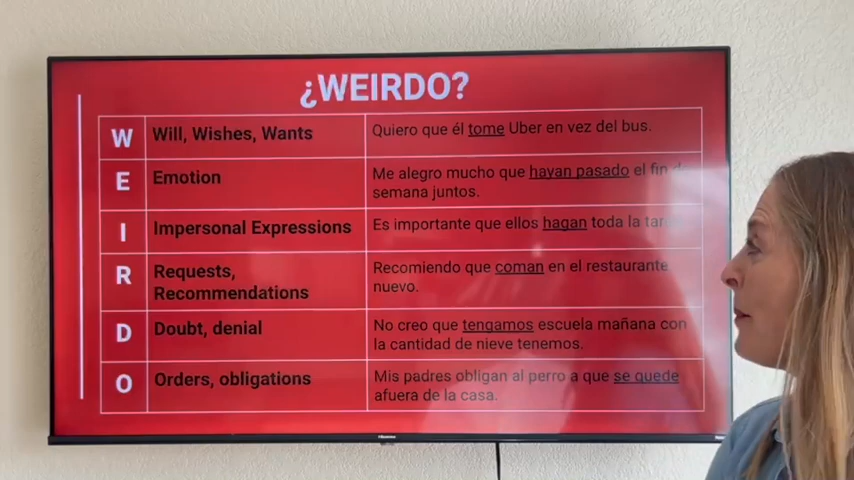 ¿WEIRDO?
W
Will, Wishes, Wants
Quiero que él tome Uber en vez del bus.
E
Emotion
Me alegro mucho que hayan pasado el fin de
semana juntos.
I
Impersonal Expressions
Es importante que ellos hagan toda la
R
Requests,
Recommendations
Recomiendo que coman en el restaurante
nuevo.
D
Doubt, denial
No creo que tengamos escuela mañana con
la cantidad de nieve tenemos.
O
Orders, obligations
Mis padres obligan al perro a que se quede
afuera de la casa.
Hisense